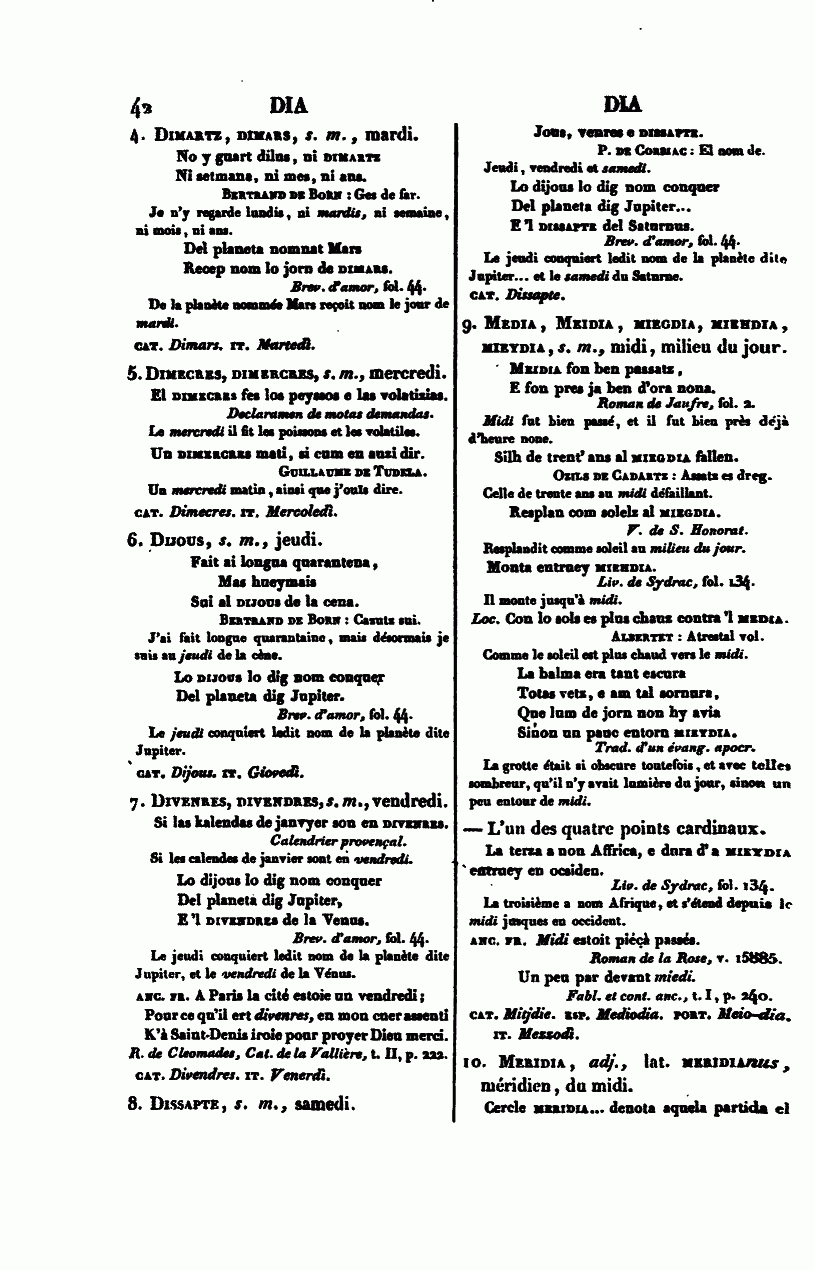 42 DIA DIA
4. Dimartz, dimars, s. m., mardi.
No y guart dilus, ni dimartz
Ni setmana, ni mes, ni ans.
Bertrand de Born : Ges de far.
Je n'y regarde lundis, ni mardis, ni semaine,
ni mois, ni ans.
Del planeta nomnat Mars
Recep nom lo jorn de dimars.
Brev. d'amor, fol. 44.
De la planète nommée Mars reçoit nom le jour de
mardi.
cat. Dimars. it. Martedì.
5. Dimecres, dimercres, s. m., mercredi.
El dimecres fes los peyssos e las volatizias.
Declaramen de motas demandas.
Le mercredi il fit les poissons et les volatiles.
Un dimercres mati, si cum en auzi dir.
Guillaume de Tudela.
Un mercredi matin, ainsi que j'ouïs dire.
cat. Dimecres. it. Mercoledì.
6. Dijous, s. m., jeudi.
Fait ai longua quarantena,
Mas hueymais
Sui al dijous de la cena.
Bertrand de Born : Cazutz sui.
J'ai fait longue quarantaine, mais désormais je
suis au jeudi de la cène.
Lo dijous lo dig nom conquer
Del planeta dig Jupiter.
Brev. d'amor, fol. 44.
Le jeudi conquiert ledit nom de la planète dite
Jupiter.
cat. Dijous. it. Giovedì.
7. Divenres, divendres, s. m., vendredi.
Si las kalendas de janvyer son en divenres.
Calendrier provençal.
Si les calendes de janvier sont en vendredi.
Lo dijous lo dig nom conquer
Del planeta dig Jupiter,
E 'l divendres de la Venus.
Brev. d'amor, fol. 44.
Le jeudi conquiert ledit nom de la planète dite
Jupiter, et le vendredi de la Vénus.
anc. fr. A Paris la cité estoie un vendredi;
Pour ce qu'il ert divenres, en mon cuer assenti
K'à Saint-Denis iroie pour proyer Dieu merci.
R. de Cleomades, Cat. de la Vallière, t. II, p. 222.
cat. Divendres. it. Venerdì.
8. Dissapte, s. m., samedi.
Jous, venres e dissapte.
P. de Corbiac : El nom de.
Jeudi, vendredi et samedi.
Lo dijous lo dig nom conquer
Del planeta dig Jupiter...
E 'l dissapte del Saturnus.
Brev. d'amor, fol. 44.
Le jeudi conquiert ledit nom de la planète dite
Jupiter... et le samedi du Saturne.
cat. Dissapte.
9. Media, Meidia, miegdia, miehdia,
mieydia, s. m., midi, milieu du jour.
Meidia fon ben passatz,
E fon pres ja ben d'ora nona.
Roman de Jaufre, fol. 2.
Midi fut bien passé, et il fut bien près déjà
d'heure none.
Silh de trent' ans al miegdia fallen.
Ozils de Cadartz : Assatz es dreg.
Celle de trente ans au midi défaillant.
Resplan com solelz al miegdia.
V. de S. Honorat.
Resplandit comme soleil au milieu du jour.
Monta entruey miehdia.
Liv. de Sydrac, fol. 134.
Il monte jusqu'à midi.
Loc. Con lo sols es plus chautz contra 'l media.
Albertet : Atrestal vol.
Comme le soleil est plus chaud vers le midi.
La balma era tant escura
Totas vetz, e am tal sornura,
Que lum de jorn non hy avia
Sinon un pauc entorn mieydia.
Trad. d'un évang. apocr.
La grotte était si obscure toutefois, et avec telles
sombreur, qu'il n'y avait lumière du jour, sinon un
peu entour de midi.
— L'un des quatre points cardinaux.
La terza a non Affrica, e dura d'a mieydia
entruey en occiden.
Liv. de Sydrac, fol. 134.
La troisième a nom Afrique, et s'étend depuis le
midi jusques en occident.
anc. fr. Midi estoit piéçà passés.
Roman de la Rose, v. 15885.
Un peu par devant miedi.
Fabl. et cont. anc., t. I, p. 240.
cat. Mitjdie. esp. Mediodia. port. Meio-dia.
it. Mezzodì.
10. Meridia, adj., lat. meridianus,
méridien, du midi.
Cercle meridia... denota aquela partida el